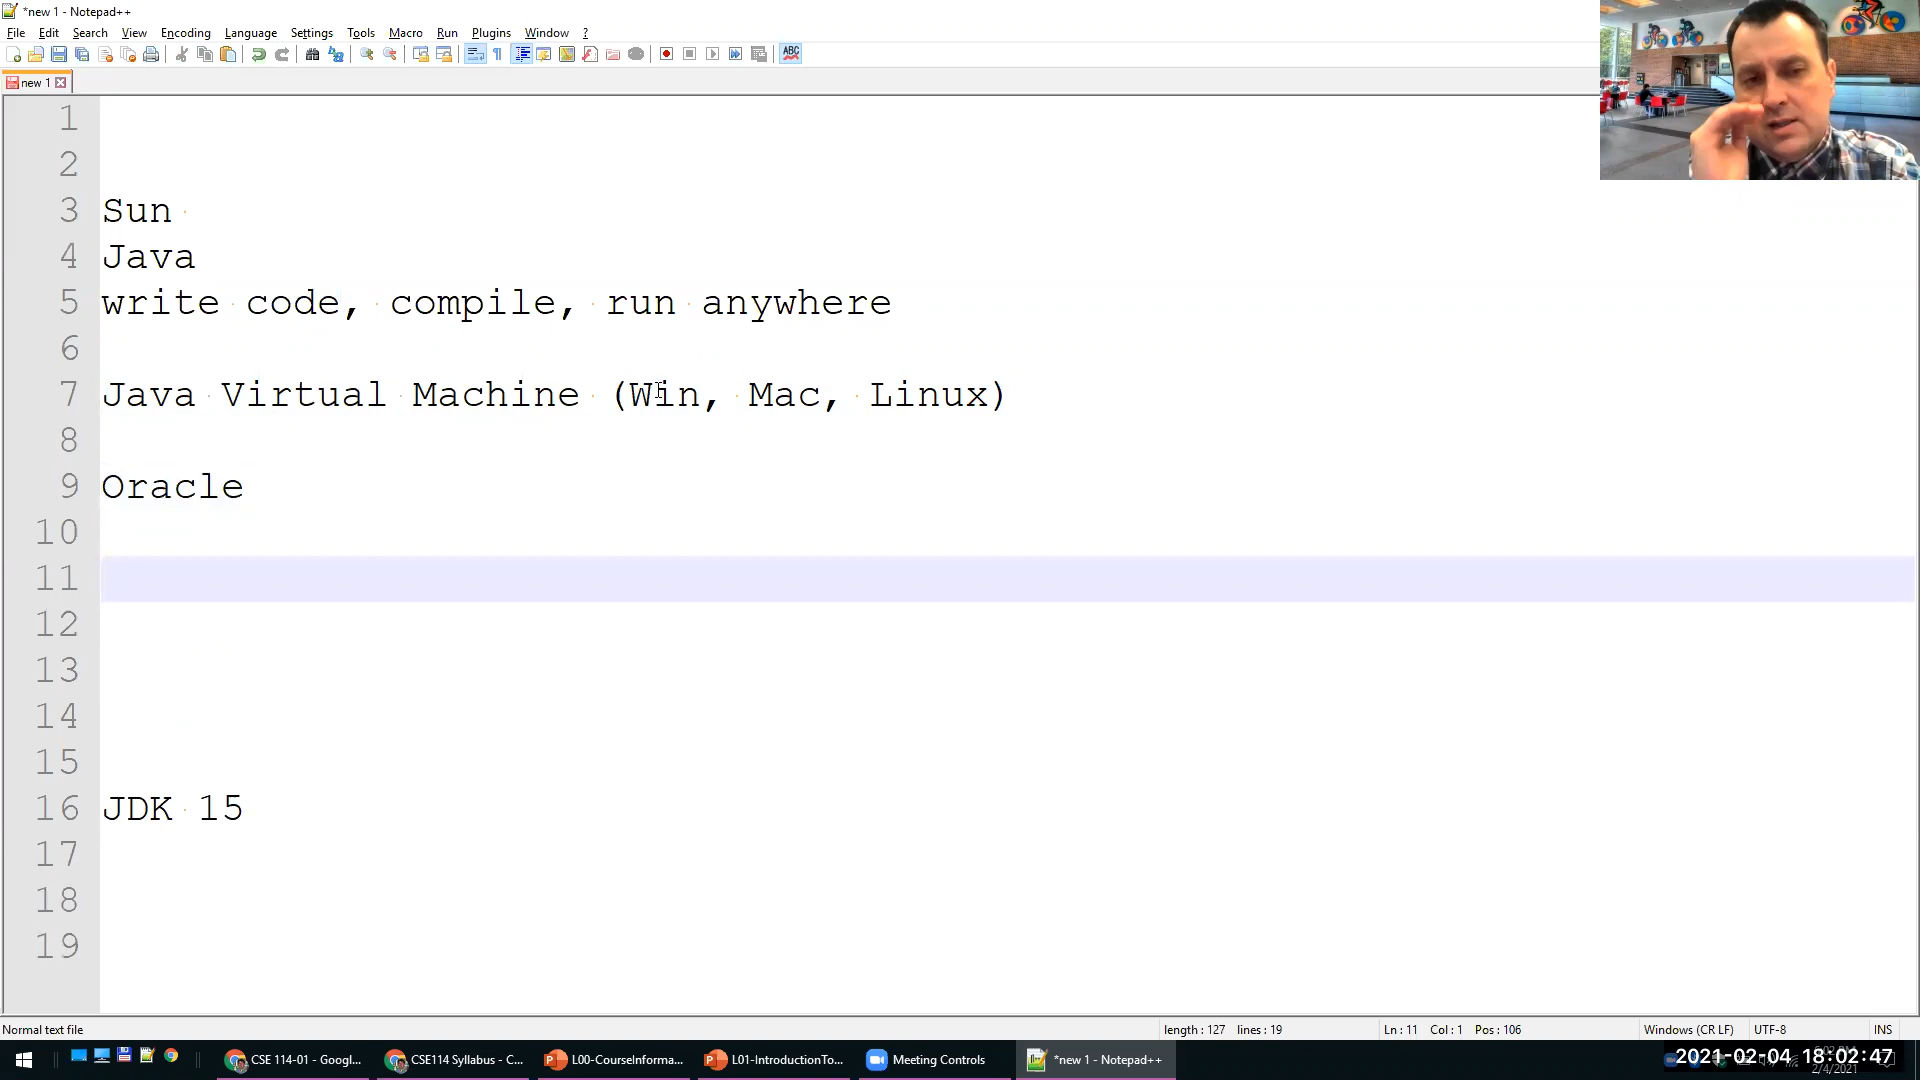 *new 1 - Notepad++
File Edit Search View Encoding Language Settings Tools Macro Run Plugins Window ?
ABC
new 1
1
2
3 Sun
4 Java
5 write code, compile, run anywhere
6
7 Java Virtual Machine (Win, Mac, Linux)
8
9 Oracle
10
11
12
13
14
15
16 JDK 15
17
18
19
Normal text file length : 127 lines : 19 Ln : 11 Col : 1 Pos : 106 Windows (CR LF) UTF-8 INS
CSE 114-01 - Googl... CSE114 Syllabus - C... L00-CourseInforma... L01-IntroductionTo... Meeting Controls *new 1 - Notepad++
2021-02-04 18:02:47
2/4/2021